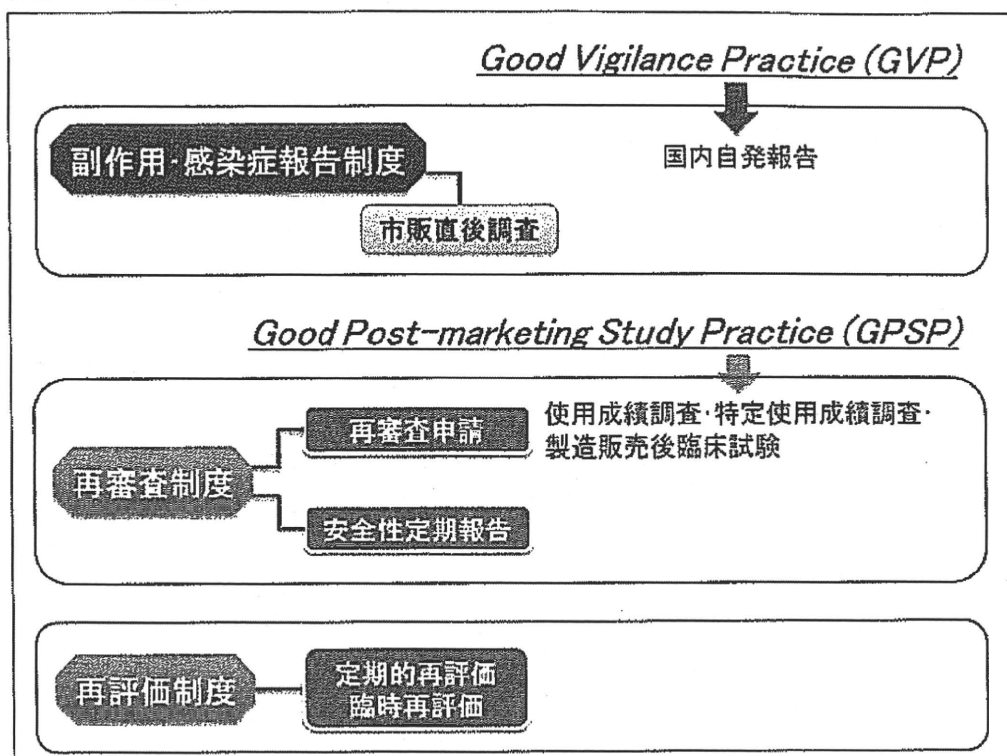 Good Vigilance Practice (GVP)
副作用・感染症報告制度
国内自発報告
市販直後調査
Good Post-marketing Study Practice (GPSP)
再審査制度
再審査申請
使用成績調査・特定使用成績調査・
製造販売後臨床試験
安全性定期報告
再評価制度
定期的再評価
臨時再評価